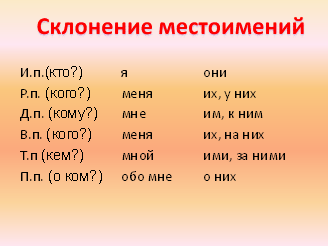 Склонение местоимений
И.п.(кто?) я они
Р.п. (кого?) меня их, у них
Д.п. (кому?) мне им, к ним
В.п. (кого?) меня их, на них
Т.п (кем?) мной ими, за ними
П.п. (о ком?) обо мне о них